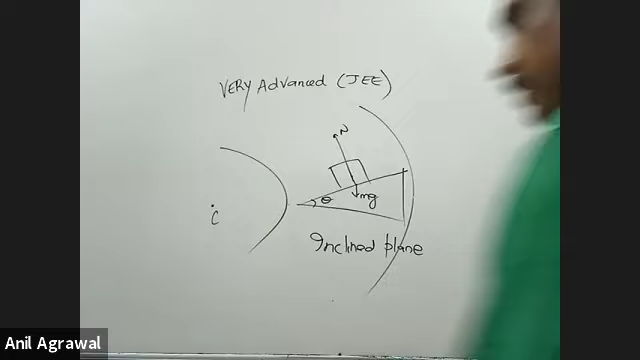 VERY Advanced (JEE)
N
mg
θ
c
Inclined plane
Anil Agrawal